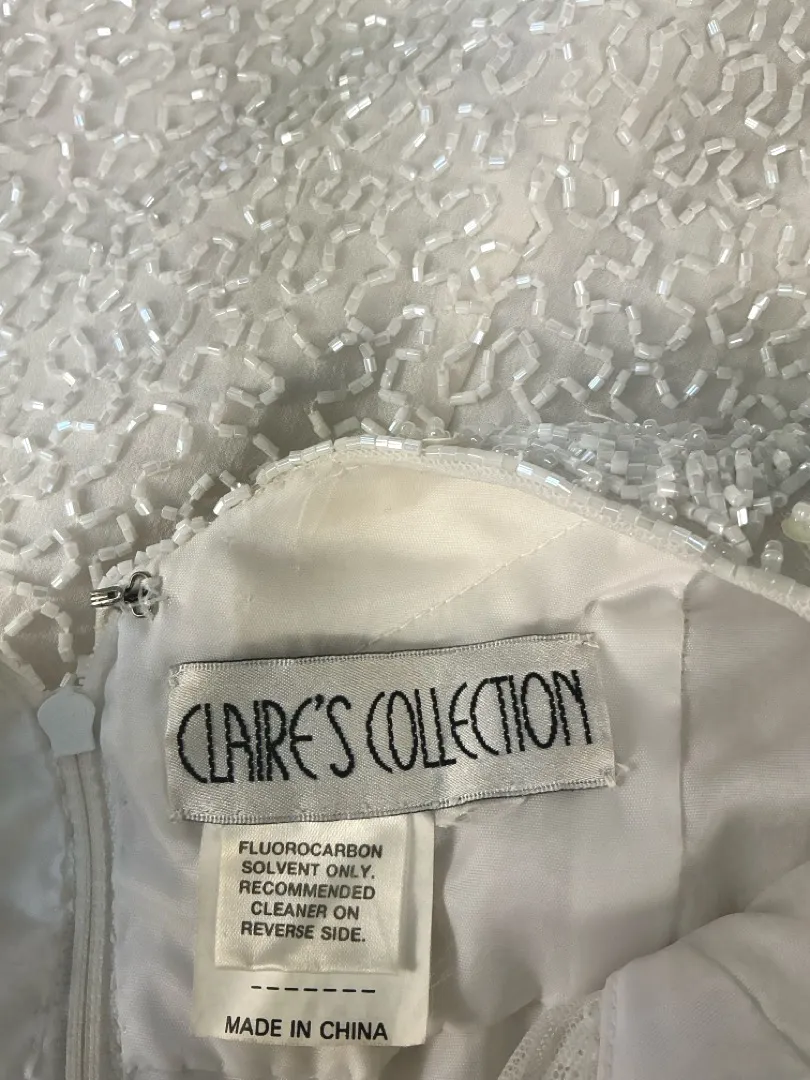 CLAIRE'S COLLECTION
FLUOROCARBON
SOLVENT ONLY.
RECOMMENDED
CLEANER ON
REVERSE SIDE.
-------
MADE IN CHINA